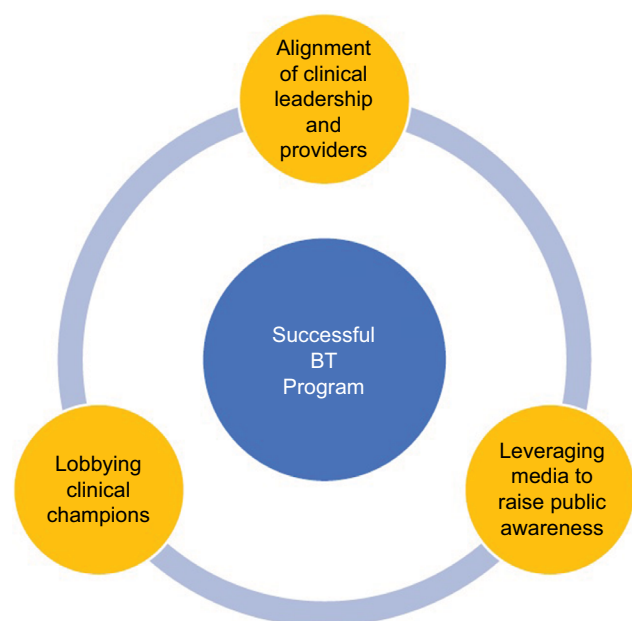 Alignment
of clinical
leadership
and
providers
Successful
BT
Program
Lobbying
clinical
champions
Leveraging
media to
raise public
awareness